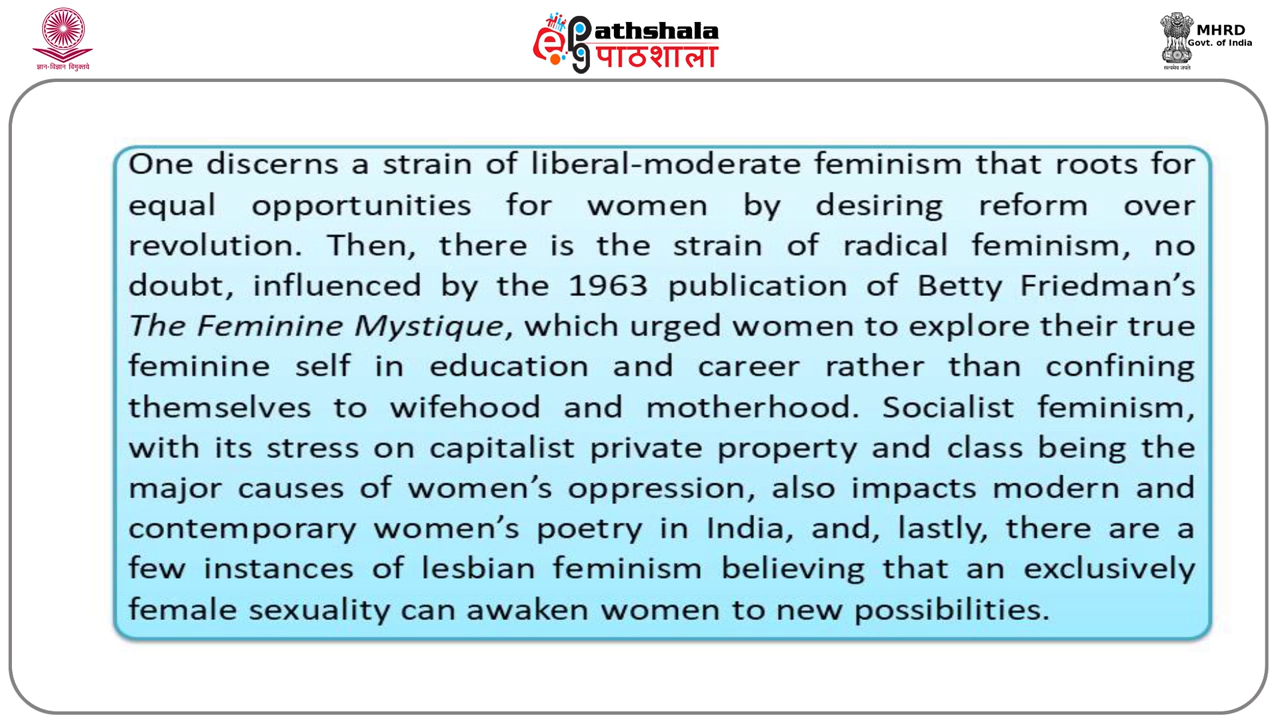 ज्ञान-विज्ञान विमुक्तये
epg Pathshala
पाठशाला
MHRD
Govt. of India
सत्यमेव जयते
One discerns a strain of liberal-moderate feminism that roots for
equal opportunities for women by desiring reform over
revolution. Then, there is the strain of radical feminism, no
doubt, influenced by the 1963 publication of Betty Friedman’s
The Feminine Mystique, which urged women to explore their true
feminine self in education and career rather than confining
themselves to wifehood and motherhood. Socialist feminism,
with its stress on capitalist private property and class being the
major causes of women’s oppression, also impacts modern and
contemporary women’s poetry in India, and, lastly, there are a
few instances of lesbian feminism believing that an exclusively
female sexuality can awaken women to new possibilities.